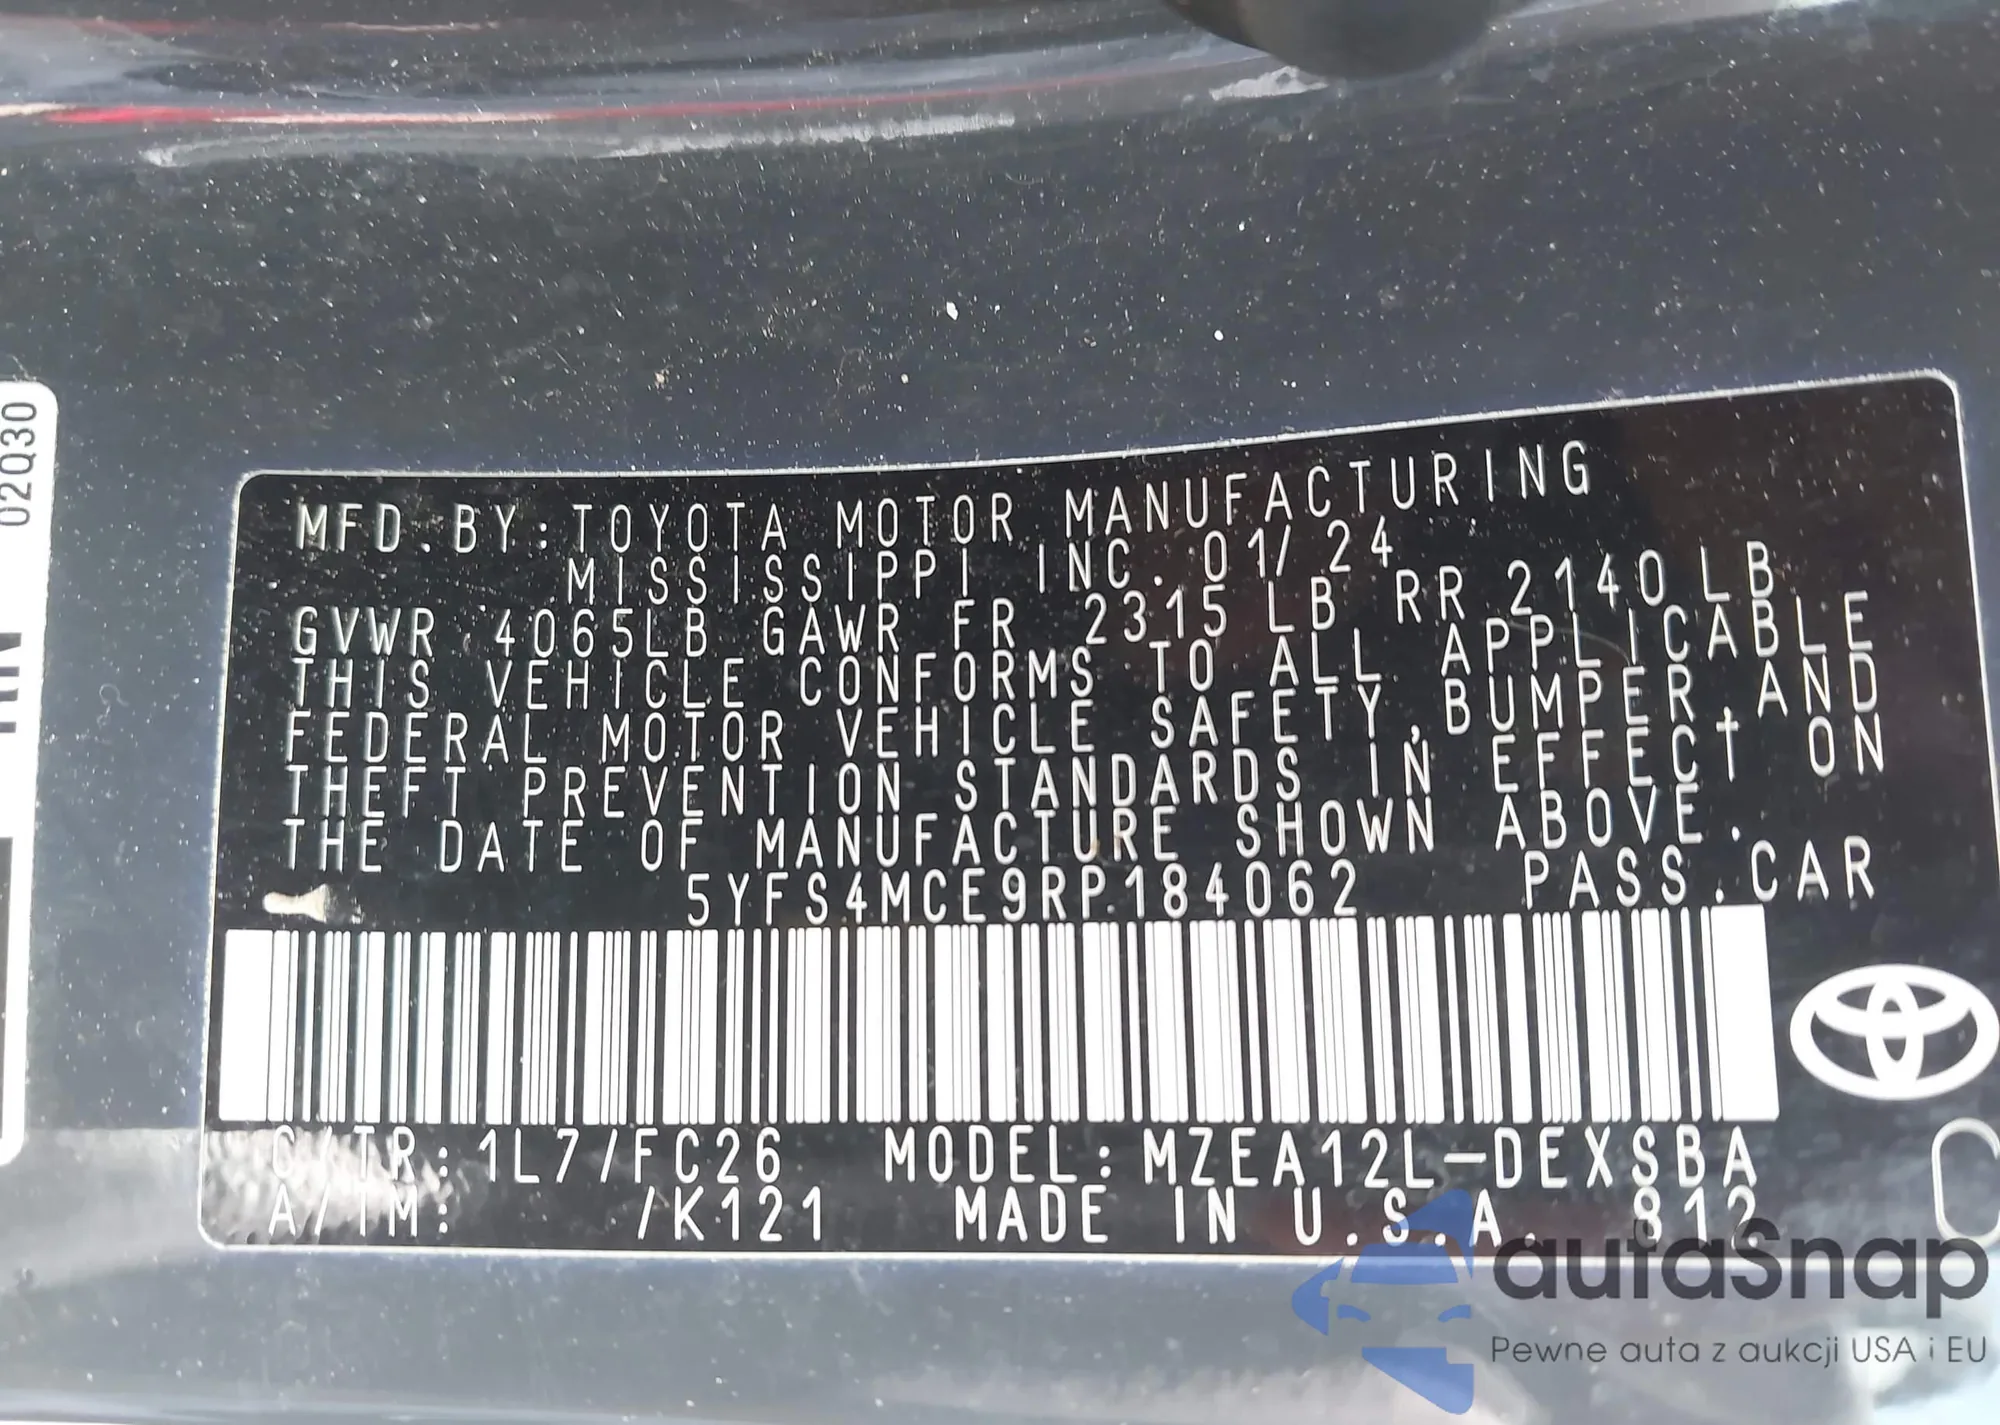 02Q30
MFD.BY:TOYOTA MOTOR MANUFACTURING
MISSISSIPPI INC. 01/24
GVWR 4065LB GAWR FR 2315 LB RR 2140 LB
THIS VEHICLE CONFORMS TO ALL APPLICABLE
FEDERAL MOTOR VEHICLE SAFETY,BUMPER,AND
THEFT PREVENTION STANDARDS IN EFFECT ON
THE DATE OF MANUFACTURE SHOWN ABOVE.
5YFS4MCE9RP184062 PASS.CAR
C/TR: 1L7/FC26 MODEL: MZEA12L-DEXSBA
A/TM: /K121 MADE IN U.S.A. 812
autaSnap
Pewne auta z aukcji USA i EU